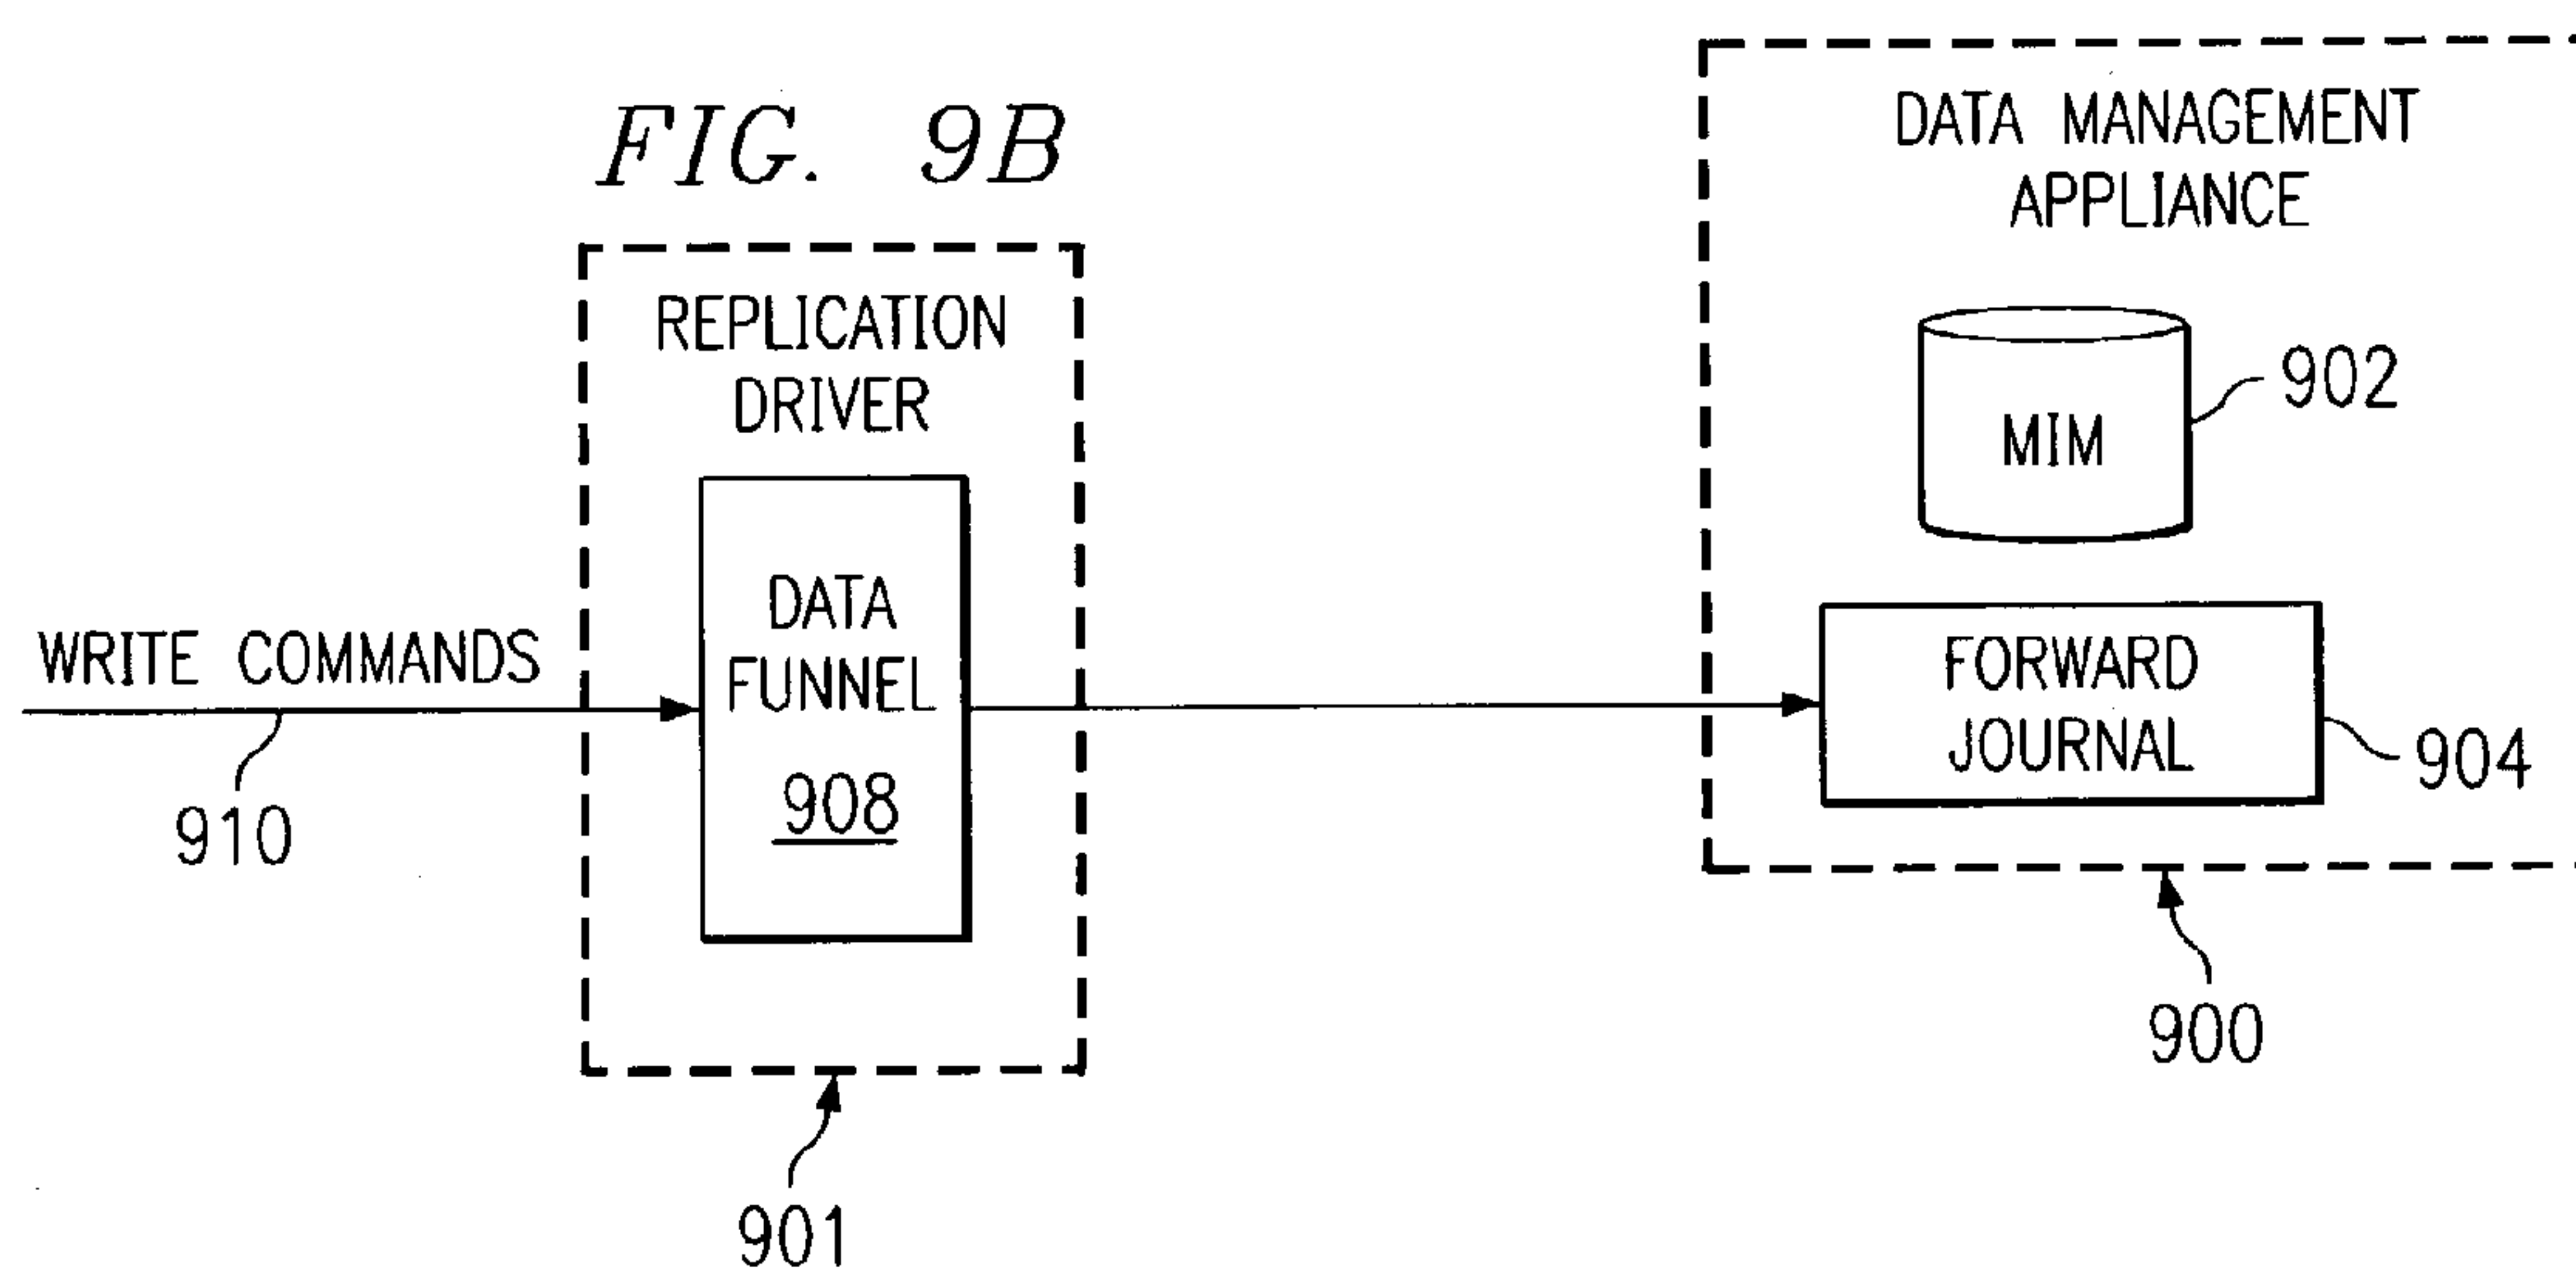 FIG. 9B
DATA MANAGEMENT
APPLIANCE
REPLICATION
DRIVER
902
MIM
DATA
FUNNEL
908
WRITE COMMANDS
910
FORWARD
JOURNAL
904
900
901